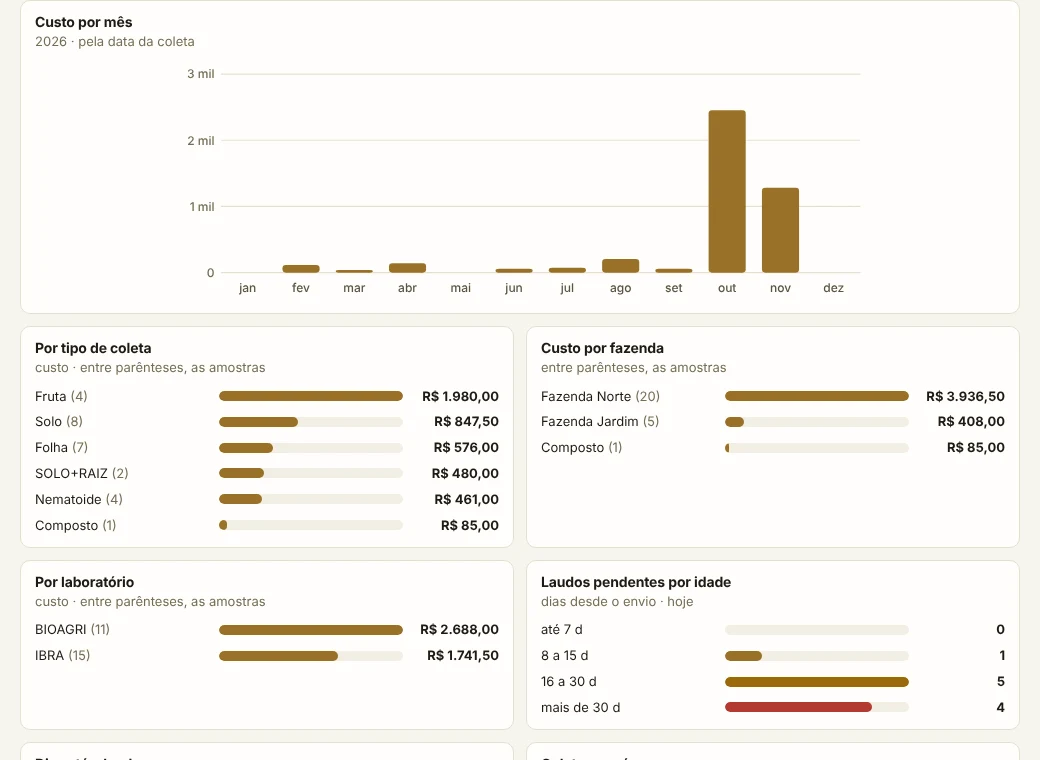 Custo por mês
2026 · pela data da coleta
3 mil
2 mil
1 mil
0
jan fev mar abr mai jun jul ago set out nov dez
Por tipo de coleta
custo · entre parênteses, as amostras
Fruta (4) R$ 1.980,00
Solo (8) R$ 847,50
Folha (7) R$ 576,00
SOLO+RAIZ (2) R$ 480,00
Nematoide (4) R$ 461,00
Composto (1) R$ 85,00
Custo por fazenda
entre parênteses, as amostras
Fazenda Norte (20) R$ 3.936,50
Fazenda Jardim (5) R$ 408,00
Composto (1) R$ 85,00
Por laboratório
custo · entre parênteses, as amostras
BIOAGRI (11) R$ 2.688,00
IBRA (15) R$ 1.741,50
Laudos pendentes por idade
dias desde o envio · hoje
até 7 d 0
8 a 15 d 1
16 a 30 d 5
mais de 30 d 4